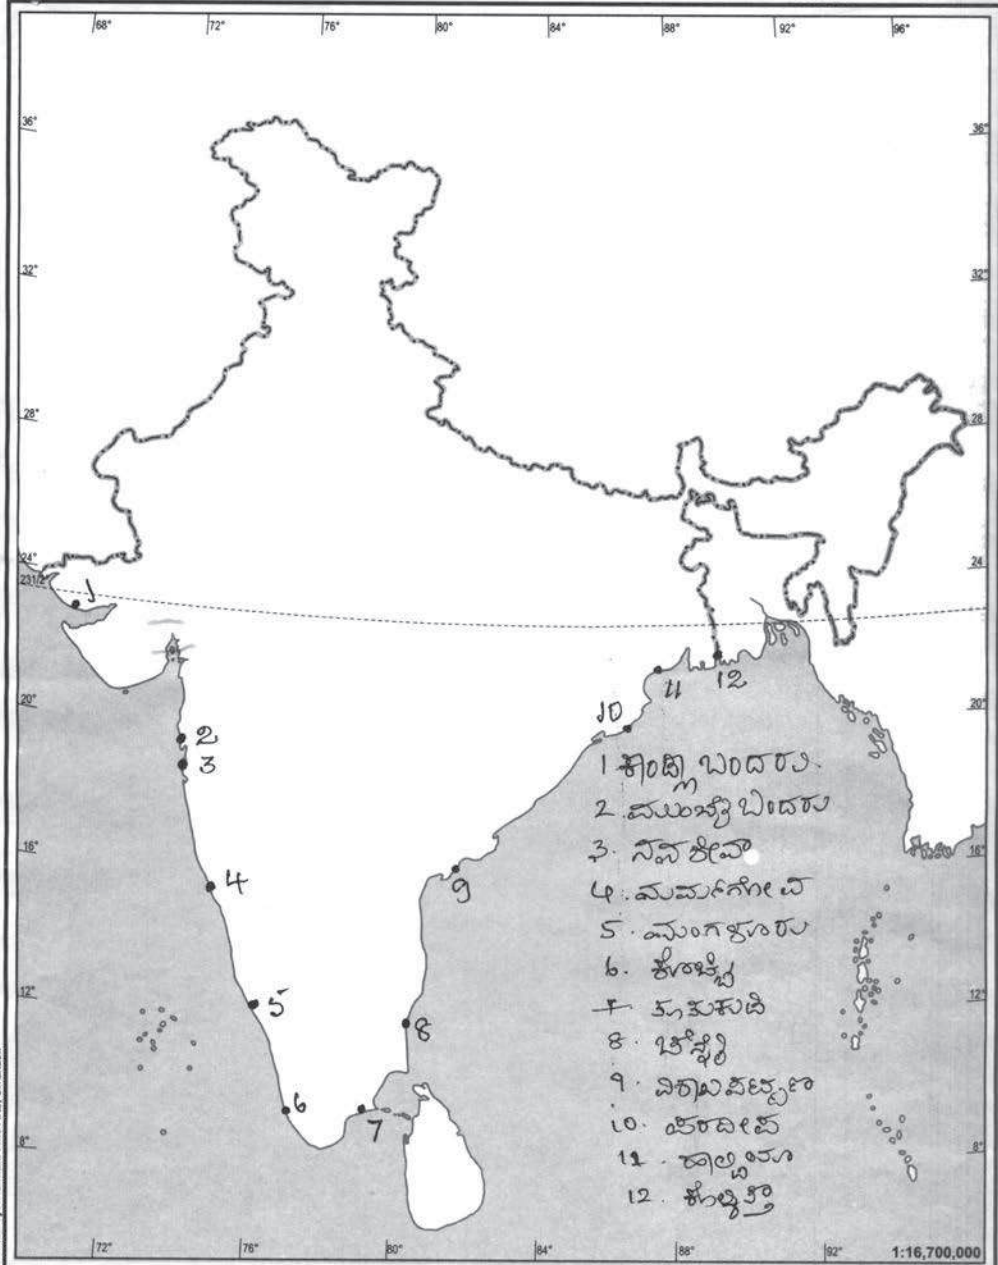 68° 72° 76° 80° 84° 88° 92° 96°
36° 36°
32° 32°
28° 28
24° 24°
23 1/2°
1
20° 20°
2
3
10
11
12
16° 16°
4
9
12° 12°
5
8
6
7
8° 8°
1 ಕಾಂಡ್ಲಾ ಬಂದರು.
2. ಮುಂಬೈ ಬಂದರು
3. ನವಶೇವಾ
4. ಮರ್ಮಗೋವ
5. ಮಂಗಳೂರು
6. ಕೊಚ್ಚಿ
7 ತೂತುಕುಡಿ
8. ಚೆನ್ನೈ
9. ವಿಶಾಖಪಟ್ಟಣ
10. ಪರದೀಪ
11. ಹಾಲ್ದಿಯಾ
12. ಕೊಲ್ಕತ್ತಾ
72° 76° 80° 84° 88° 92°
1:16,700,000